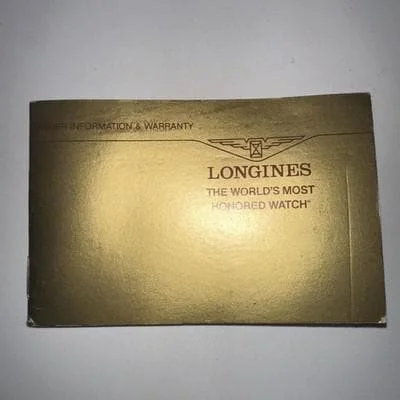 INFORMATION & WARRANTY
LONGINES
THE WORLD'S MOST
HONORED WATCH®